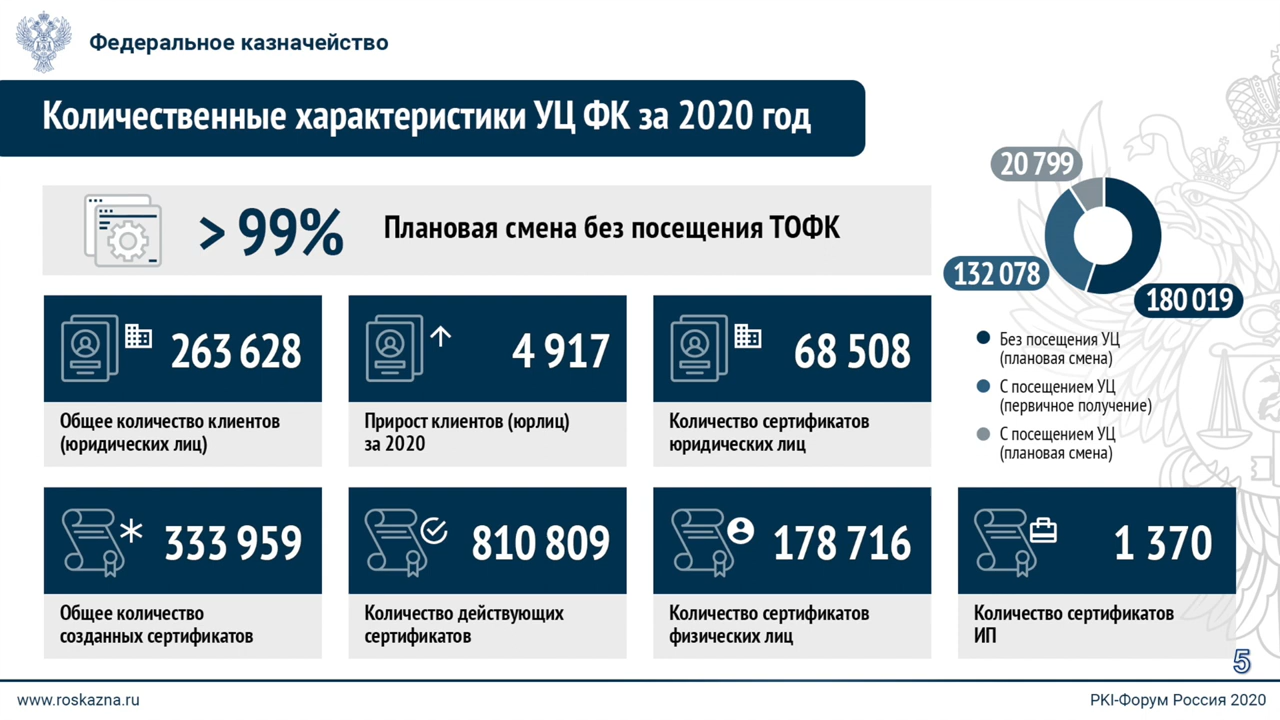 Федеральное казначейство
Количественные характеристики УЦ ФК за 2020 год
> 99%
Плановая смена без посещения ТОФК
20 799
132 078
180 019
Без посещения УЦ
(плановая смена)
С посещением УЦ
(первичное получение)
С посещением УЦ
(плановая смена)
263 628
Общее количество клиентов
(юридических лиц)
4 917
Прирост клиентов (юрлиц)
за 2020
68 508
Количество сертификатов
юридических лиц
333 959
Общее количество
созданных сертификатов
810 809
Количество действующих
сертификатов
178 716
Количество сертификатов
физических лиц
1 370
Количество сертификатов
ИП
5
www.roskazna.ru
PKI-Форум Россия 2020